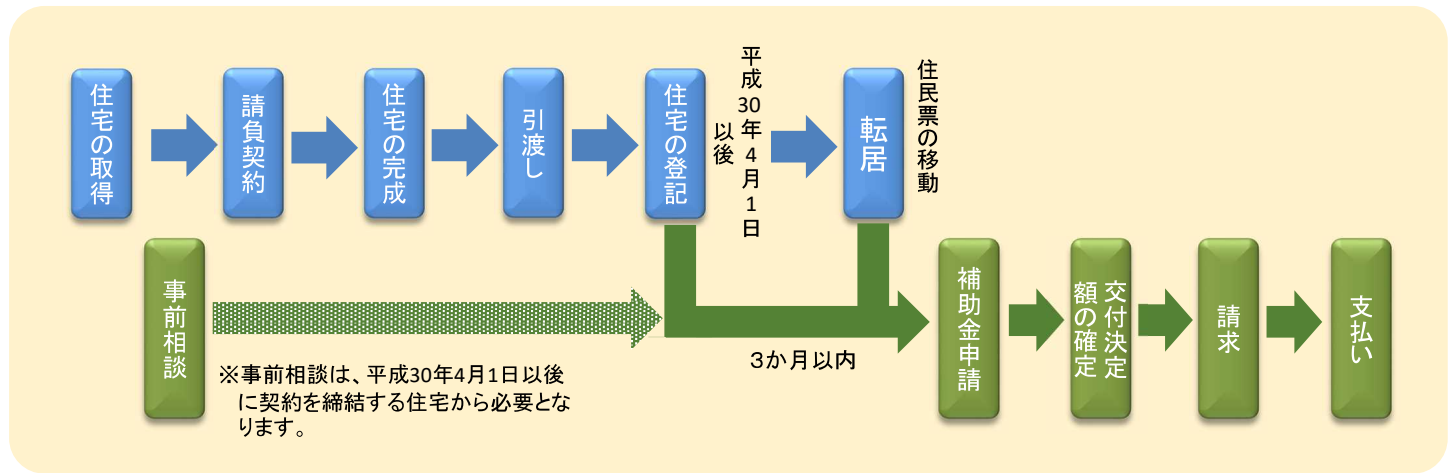 住宅の取得
請負契約
住宅の完成
引渡し
住宅の登記
平成30年4月1日
以後
転居
住民票の移動
事前相談
※事前相談は、平成30年4月1日以後
に契約を締結する住宅から必要とな
ります。
３か月以内
補助金申請
交付決定
額の確定
請求
支払い